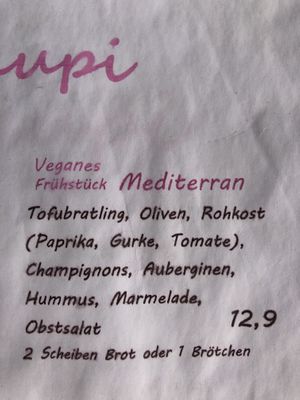 upi
Veganes
Frühstück Mediterran
Tofubratling, Oliven, Rohkost
(Paprika, Gurke, Tomate),
Champignons, Auberginen,
Hummus, Marmelade,
Obstsalat 12,9
2 Scheiben Brot oder 1 Brötchen